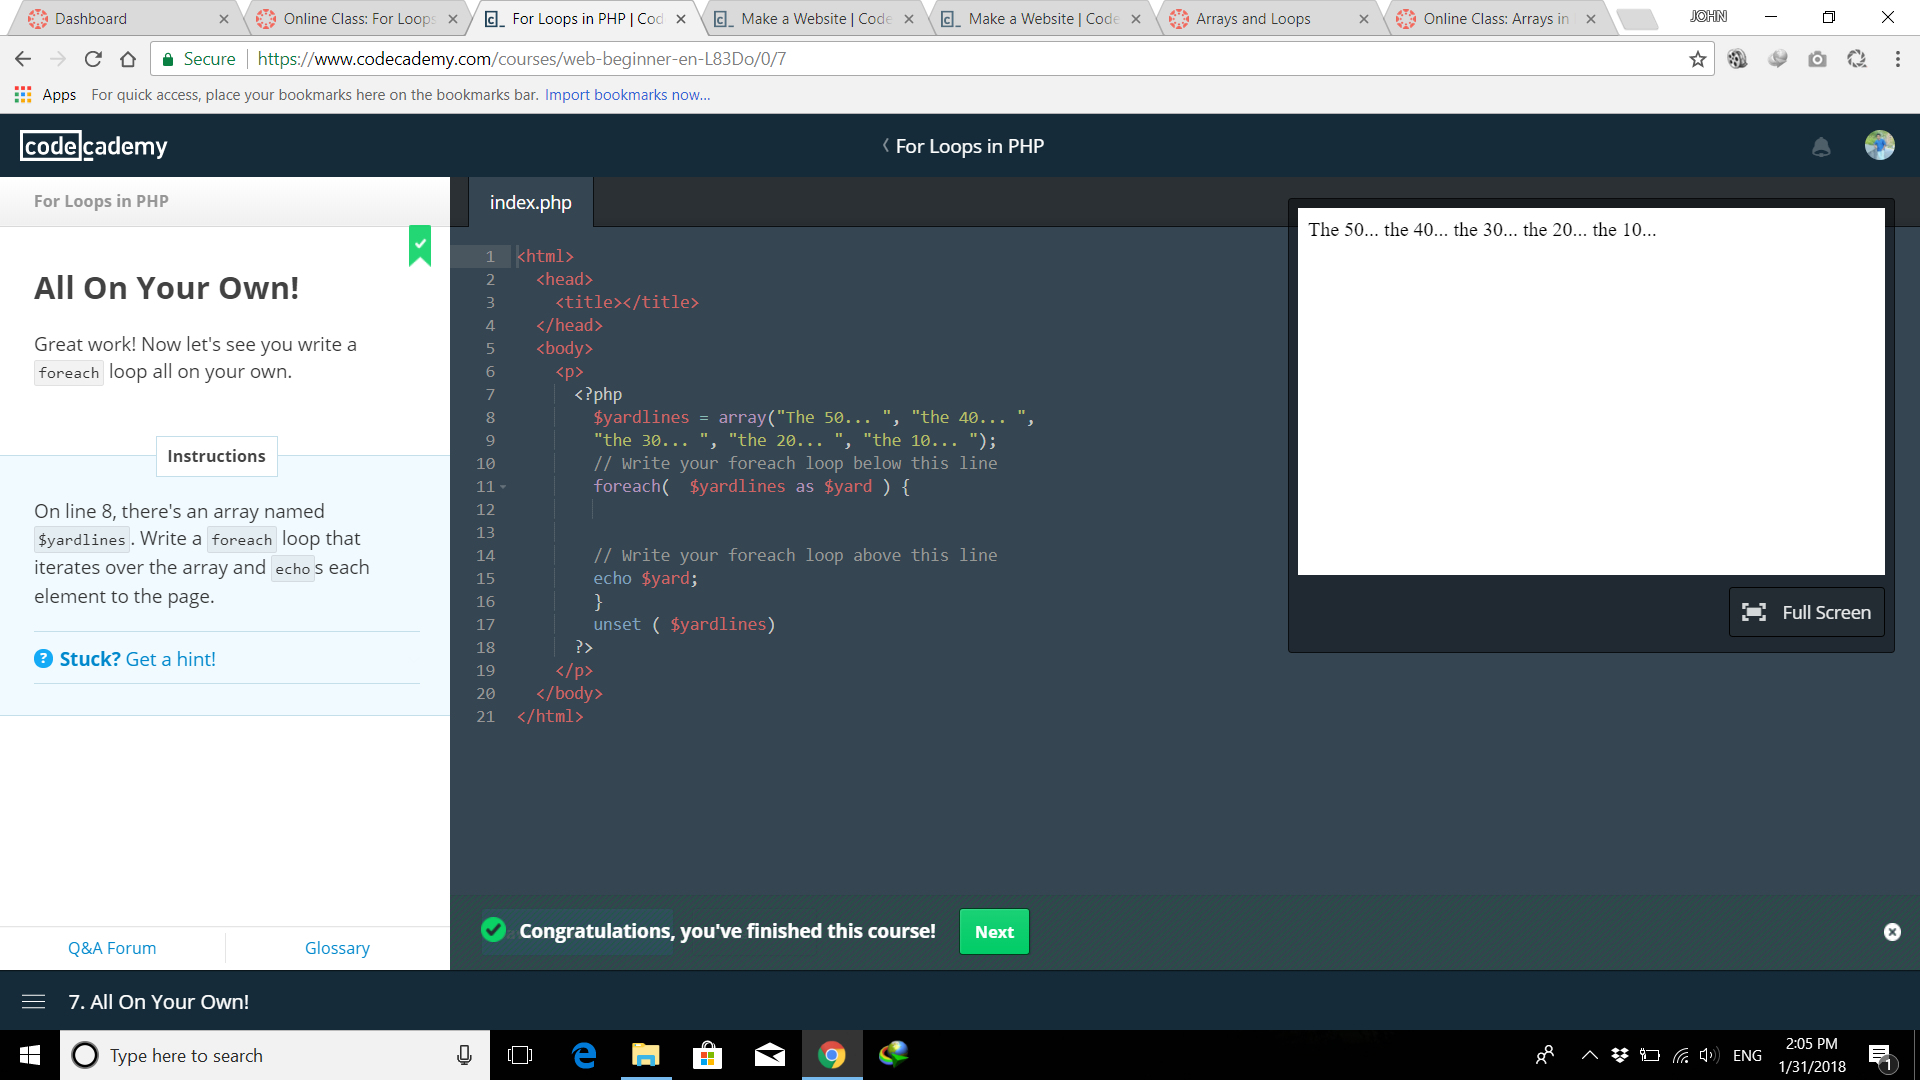 Dashboard
Online Class: For Loops
For Loops in PHP | Cod
Make a Website | Code
Make a Website | Code
Arrays and Loops
Online Class: Arrays in
JOHN
Secure
https://www.codecademy.com/courses/web-beginner-en-L83Do/0/7
Apps
For quick access, place your bookmarks here on the bookmarks bar. Import bookmarks now...
codecademy
For Loops in PHP
For Loops in PHP
All On Your Own!
Great work! Now let's see you write a
foreach loop all on your own.
Instructions
On line 8, there's an array named
$yardlines. Write a foreach loop that
iterates over the array and echos each
element to the page.
? Stuck? Get a hint!
Q&A Forum
Glossary
index.php
1 <html>
2 <head>
3 <title></title>
4 </head>
5 <body>
6 <p>
7 <?php
8 $yardlines = array("The 50... ", "the 40... ",
9 "the 30... ", "the 20... ", "the 10... ");
10 // Write your foreach loop below this line
11 foreach(  $yardlines as $yard ) {
12
13
14 // Write your foreach loop above this line
15 echo $yard;
16 }
17 unset ( $yardlines)
18 ?>
19 </p>
20 </body>
21 </html>
The 50... the 40... the 30... the 20... the 10...
Full Screen
Congratulations, you've finished this course!
Next
7. All On Your Own!
Type here to search
ENG
2:05 PM
1/31/2018
1